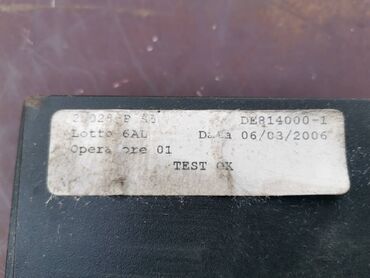 DE814000-1
Lotto 6AL Data 06/03/2006
Operatore 01
TEST OK